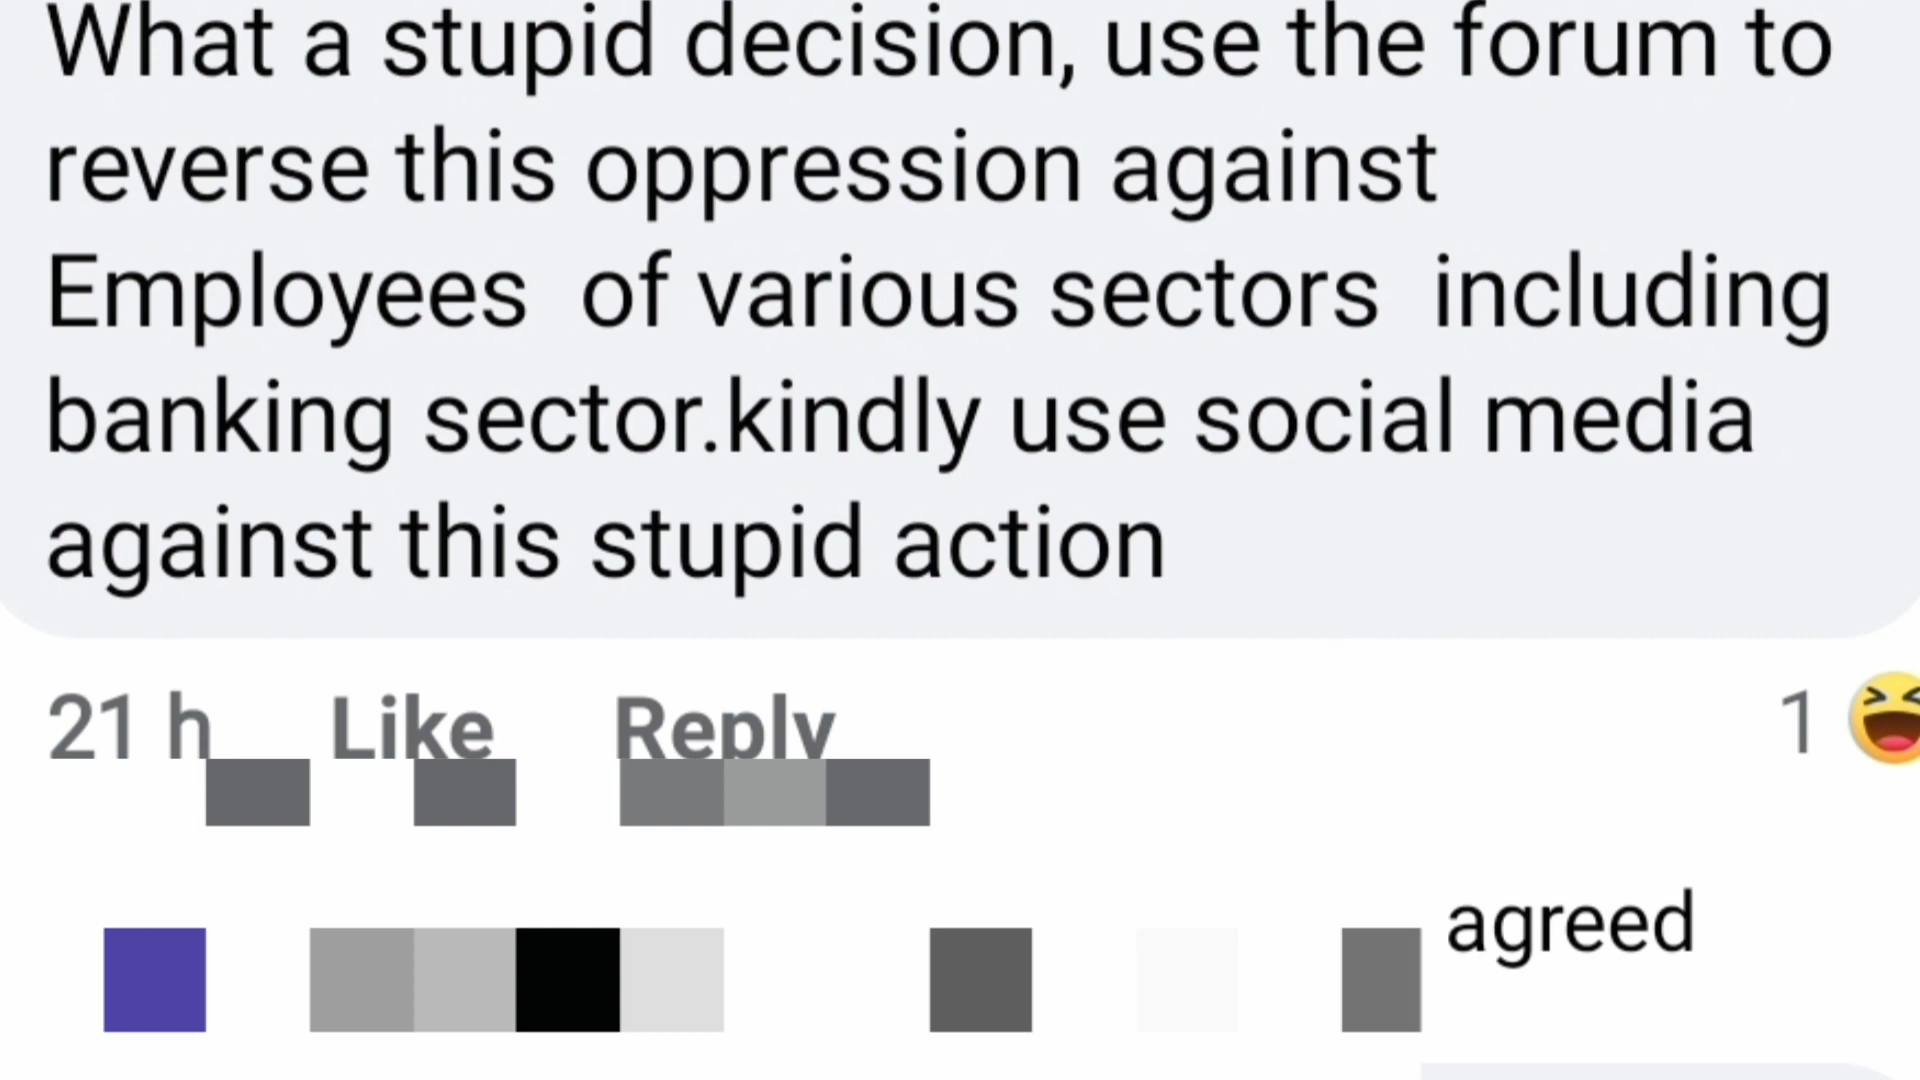 What a stupid decision, use the forum to
reverse this oppression against
Employees  of various sectors  including
banking sector.kindly use social media
against this stupid action
21 h Like Reply 1
agreed